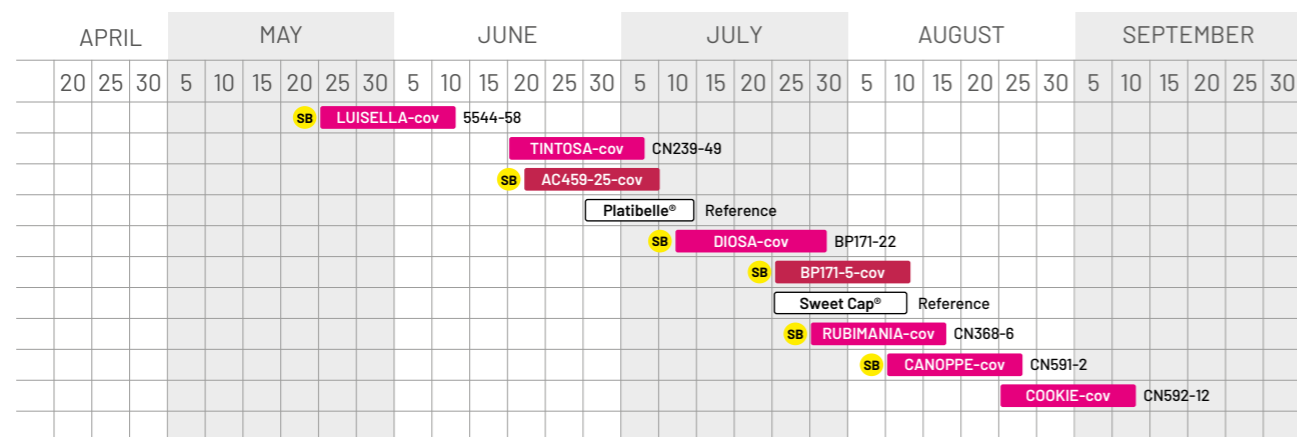 APRIL MAY JUNE JULY AUGUST SEPTEMBER
20 25 30 5 10 15 20 25 30 5 10 15 20 25 30 5 10 15 20 25 30 5 10 15 20 25 30 5 10 15 20 25 30
SB LUISELLA-cov 5544-58
TINTOSA-cov CN239-49
SB AC459-25-cov
Platibelle® Reference
SB DIOSA-cov BP171-22
SB BP171-5-cov
Sweet Cap® Reference
SB RUBIMANIA-cov CN368-6
SB CANOPPE-cov CN591-2
COOKIE-cov CN592-12